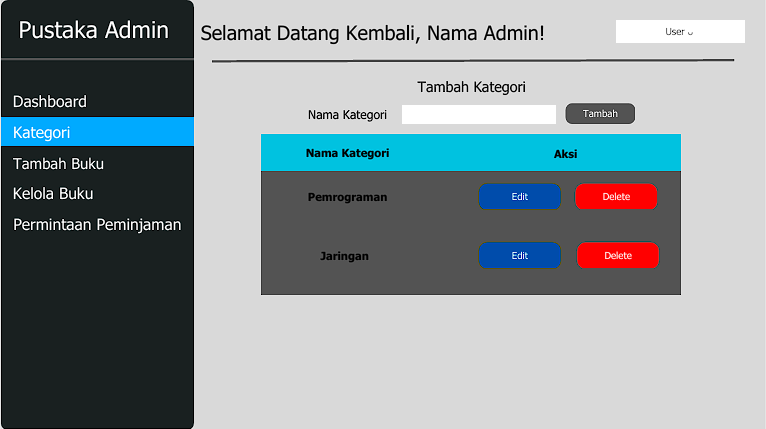 Pustaka Admin
Selamat Datang Kembali, Nama Admin!
User
Dashboard
Kategori
Tambah Buku
Kelola Buku
Permintaan Peminjaman
Tambah Kategori
Nama Kategori
Tambah
Nama Kategori Aksi
Pemrograman Edit Delete
Jaringan Edit Delete